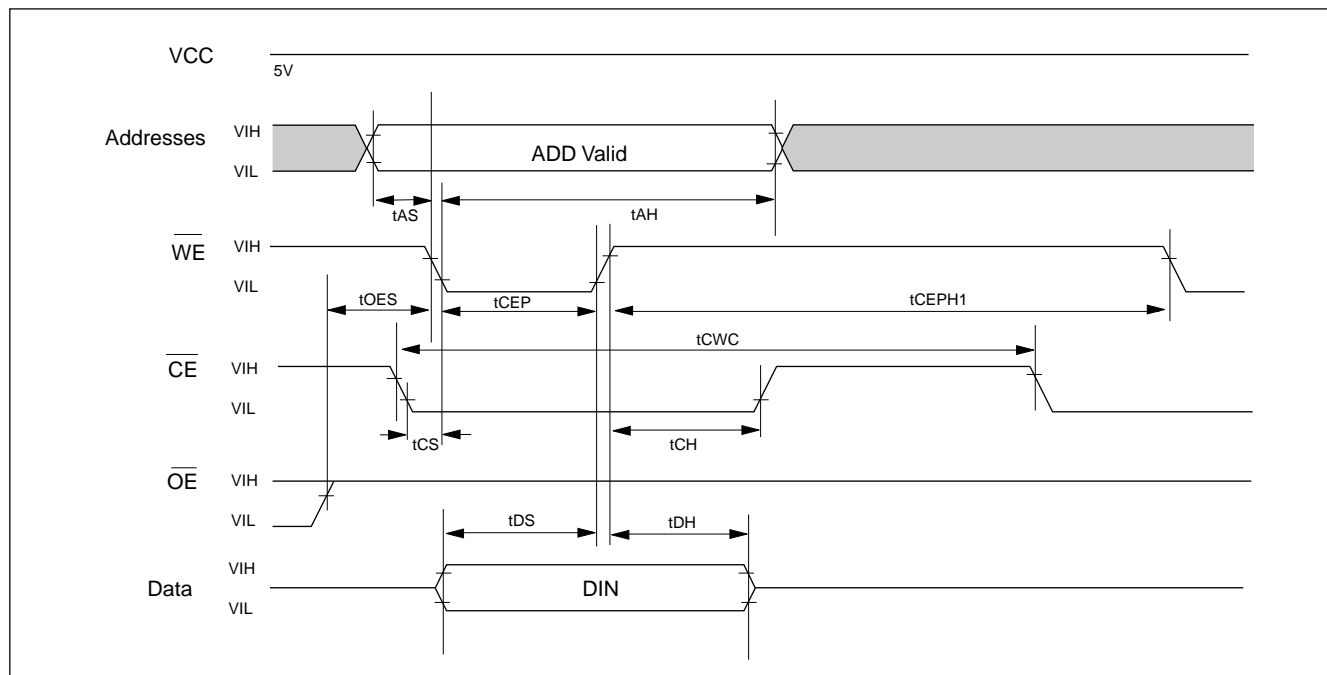 VCC
5V
Addresses
VIH
ADD Valid
VIL
tAS
tAH
WE
VIH
VIL
tOES
tCEP
tCEPH1
tCWC
CE
VIH
VIL
tCS
tCH
OE
VIH
VIL
tDS
tDH
VIH
Data
DIN
VIL